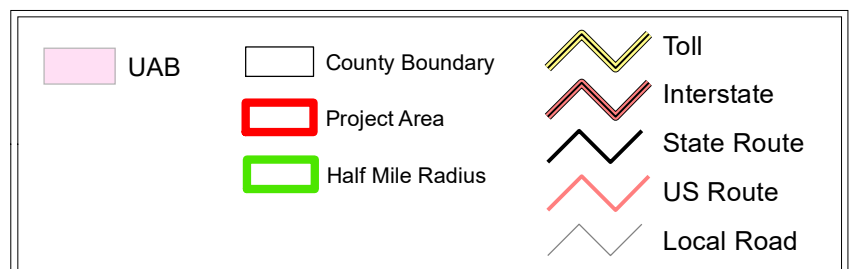 UAB
County Boundary
Project Area
Half Mile Radius
Toll
Interstate
State Route
US Route
Local Road